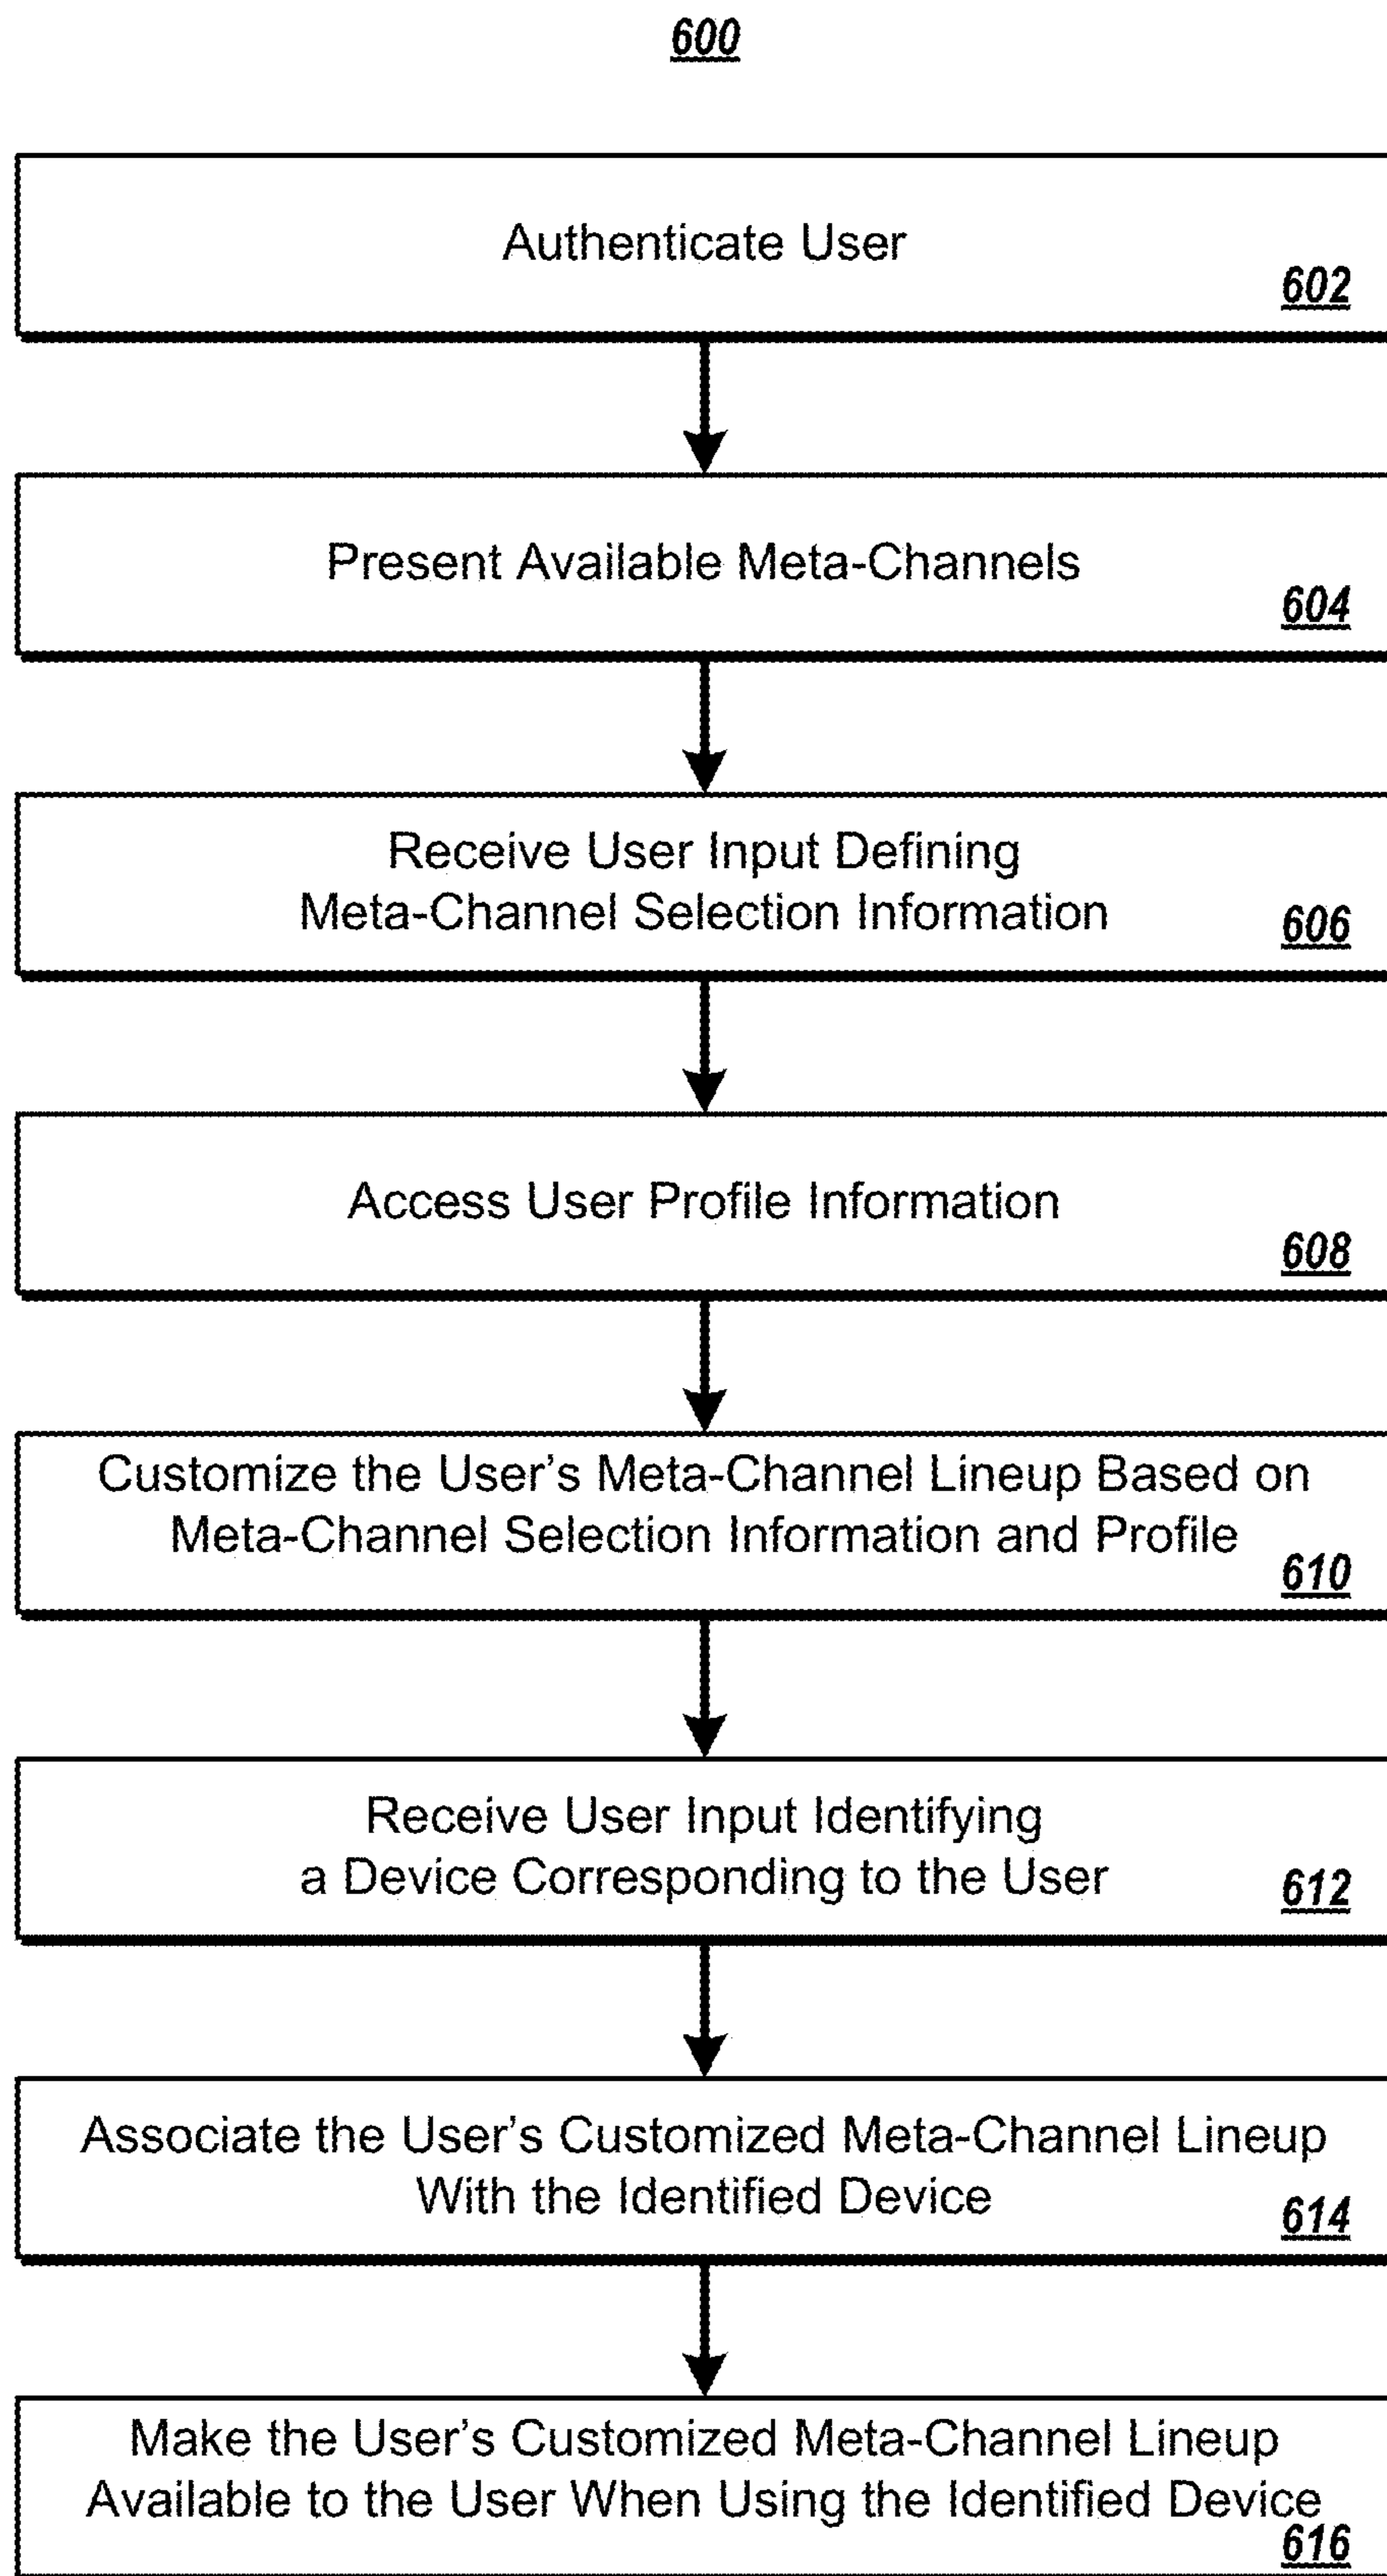 600
Authenticate User
602
Present Available Meta-Channels
604
Receive User Input Defining
Meta-Channel Selection Information
606
Access User Profile Information
608
Customize the User's Meta-Channel Lineup Based on
Meta-Channel Selection Information and Profile
610
Receive User Input Identifying
a Device Corresponding to the User
612
Associate the User's Customized Meta-Channel Lineup
With the Identified Device
614
Make the User's Customized Meta-Channel Lineup
Available to the User When Using the Identified Device
616